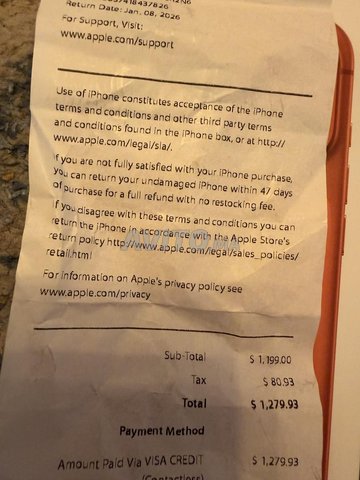 Return Date: Jan. 08, 2026
For Support, Visit:
www.apple.com/support
Use of iPhone constitutes acceptance of the iPhone
terms and conditions and other third party terms
and conditions found in the iPhone box, or at http://
www.apple.com/legal/sla/.
If you are not fully satisfied with your iPhone purchase,
you can return your undamaged iPhone within 47 days
of purchase for a full refund with no restocking fee.
If you disagree with these terms and conditions you can
return the iPhone in accordance with the Apple Store's
return policy http://www.apple.com/legal/sales_policies/
retail.html
For information on Apple's privacy policy see
www.apple.com/privacy
Sub-Total $ 1,199.00
Tax $ 80.93
Total $ 1,279.93
Payment Method
Amount Paid Via VISA CREDIT $ 1,279.93
(Contactless)